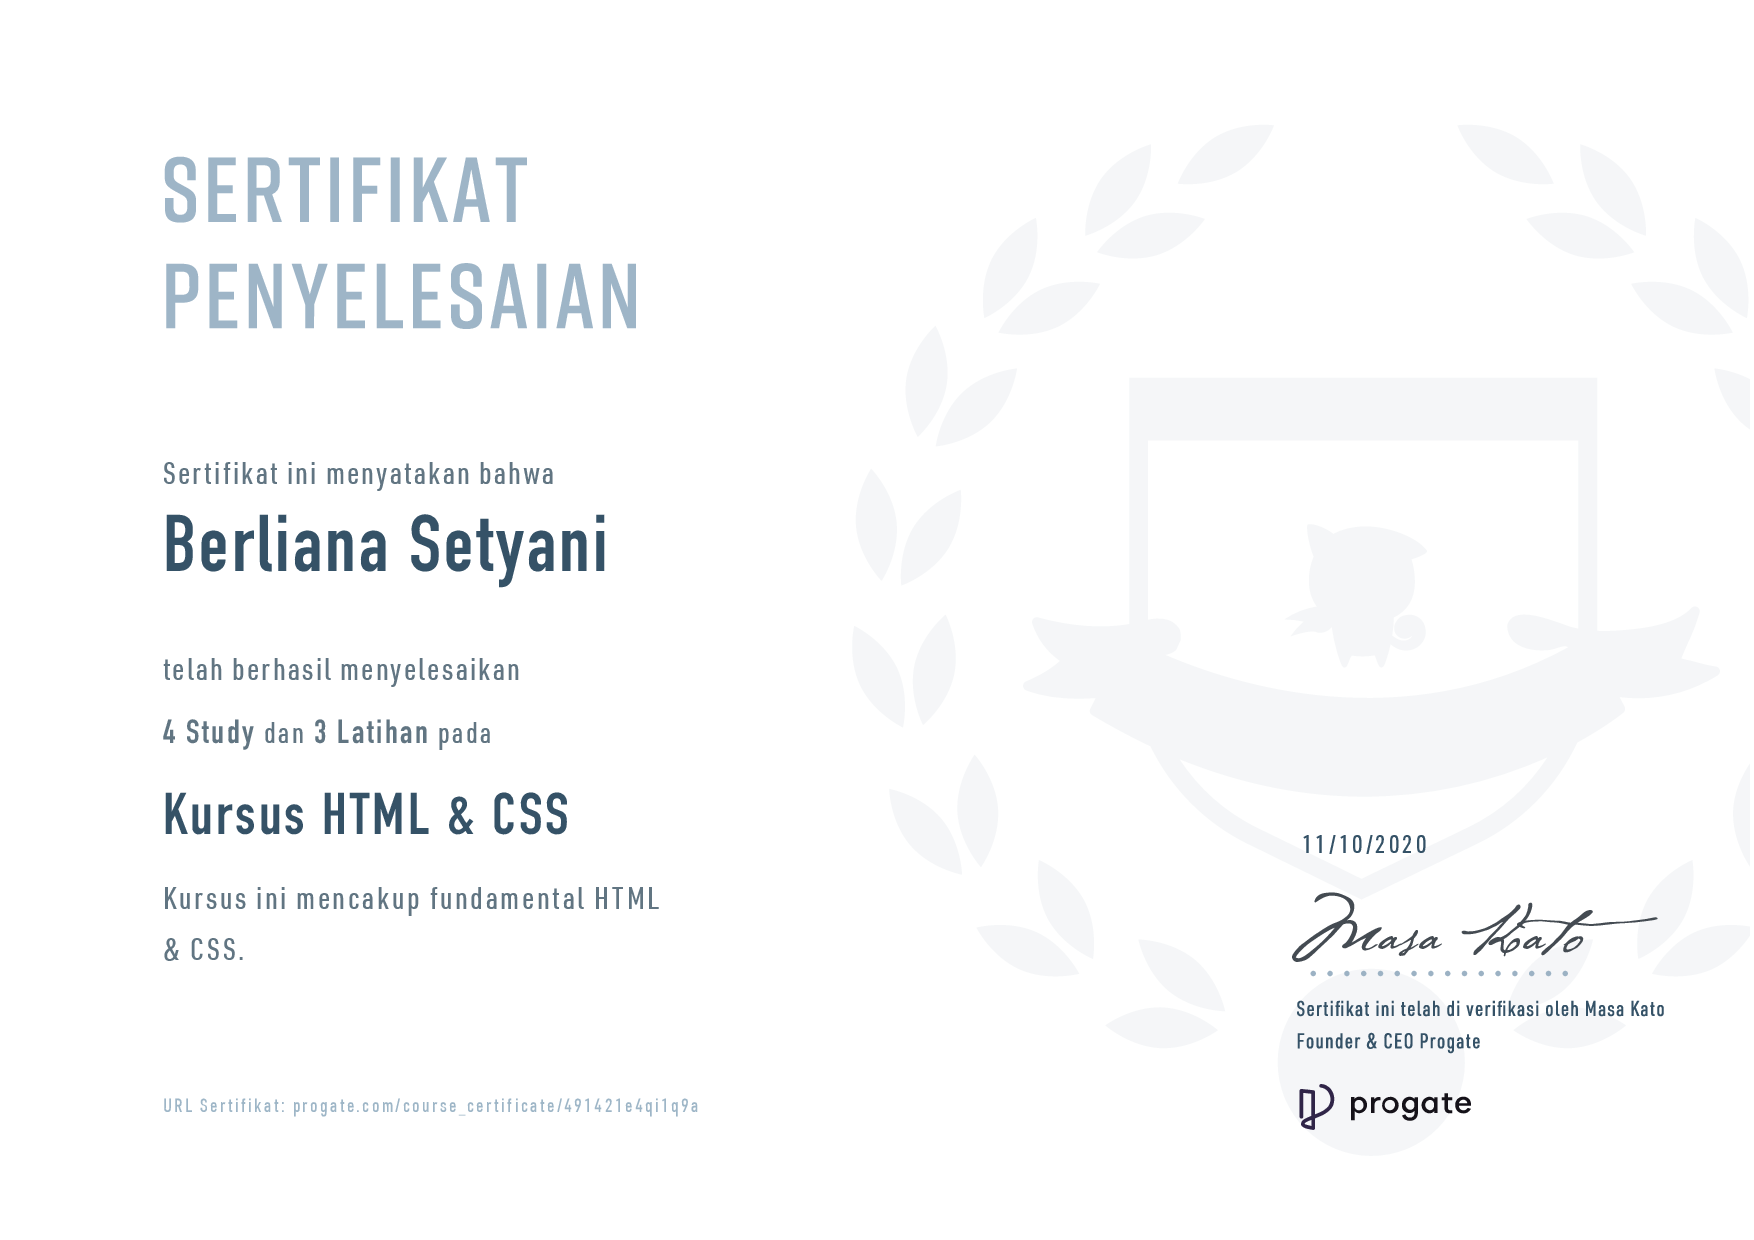 SERTIFIKAT
PENYELESAIAN
Sertifikat ini menyatakan bahwa
Berliana Setyani
telah berhasil menyelesaikan
4 Study dan 3 Latihan pada
Kursus HTML & CSS
Kursus ini mencakup fundamental HTML
& CSS.
11/10/2020
Masa Kato
Sertifikat ini telah di verifikasi oleh Masa Kato
Founder & CEO Progate
URL Sertifikat: progate.com/course_certificate/491421e4qi1q9a
progate